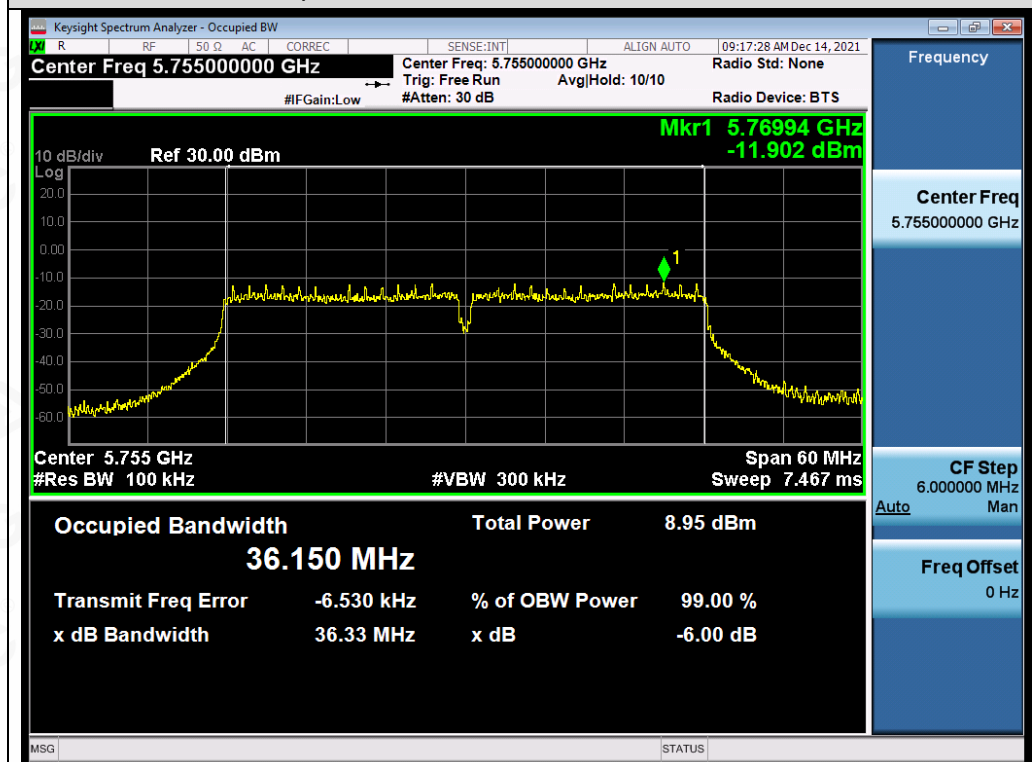 Keysight Spectrum Analyzer - Occupied BW
LXI R RF 50 Ω AC CORREC SENSE:INT ALIGN AUTO 09:17:28 AM Dec 14, 2021
Center Freq 5.755000000 GHz
Center Freq: 5.755000000 GHz
Radio Std: None
Trig: Free Run Avg|Hold: 10/10
#IFGain:Low
#Atten: 30 dB
Radio Device: BTS
Mkr1 5.76994 GHz
-11.902 dBm
10 dB/div Ref 30.00 dBm
Log
20.0
10.0
0.00
-10.0
-20.0
-30.0
-40.0
-50.0
-60.0
1
Center 5.755 GHz Span 60 MHz
#Res BW 100 kHz #VBW 300 kHz Sweep 7.467 ms
Occupied Bandwidth Total Power 8.95 dBm
36.150 MHz
Transmit Freq Error -6.530 kHz % of OBW Power 99.00 %
x dB Bandwidth 36.33 MHz x dB -6.00 dB
Frequency
Center Freq
5.755000000 GHz
CF Step
6.000000 MHz
Auto Man
Freq Offset
0 Hz
MSG STATUS